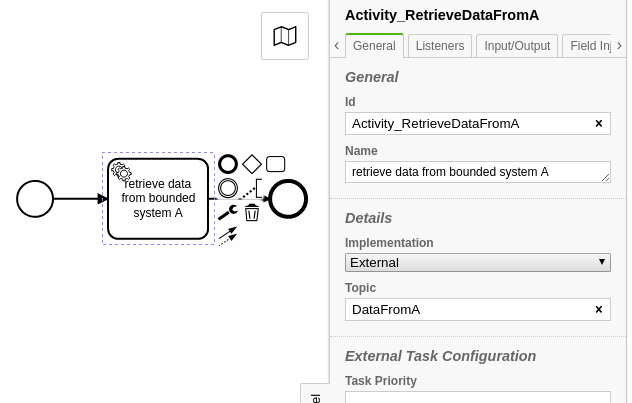 Activity_RetrieveDataFromA
General
Listeners
Input/Output
Field Inj
General
Id
Activity_RetrieveDataFromA
Name
retrieve data from bounded system A
Details
Implementation
External
Topic
DataFromA
External Task Configuration
Task Priority
retrieve data
from bounded
system A
el